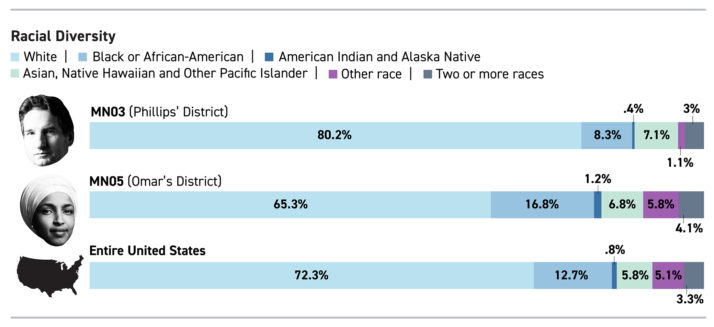 Racial Diversity
White | Black or African-American | American Indian and Alaska Native
Asian, Native Hawaiian and Other Pacific Islander | Other race | Two or more races
.4% 3%
MN03 (Phillips’ District)
80.2% 8.3% 7.1%
1.1%
1.2%
MN05 (Omar’s District)
65.3% 16.8% 6.8% 5.8%
4.1%
Entire United States .8%
72.3% 12.7% 5.8% 5.1%
3.3%